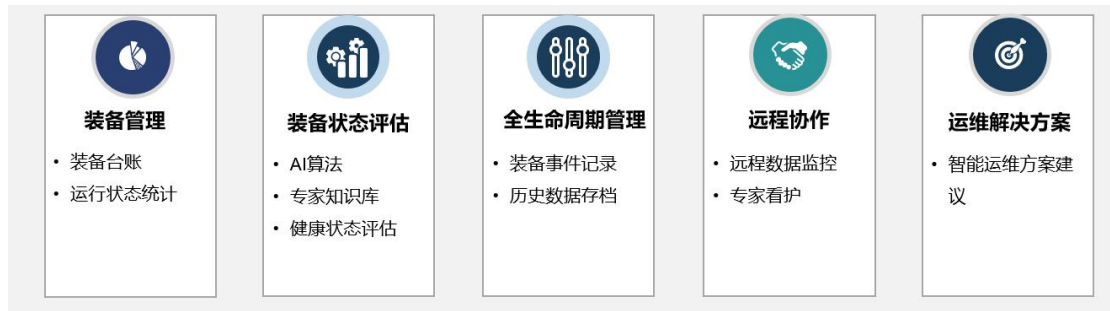 装备管理
• 装备台账
• 运行状态统计
装备状态评估
• AI算法
• 专家知识库
• 健康状态评估
全生命周期管理
• 装备事件记录
• 历史数据存档
远程协作
• 远程数据监控
• 专家看护
运维解决方案
• 智能运维方案建
议